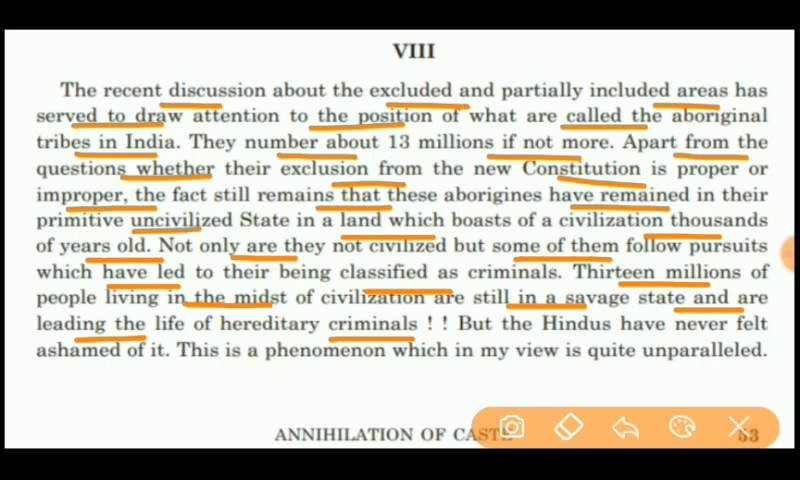 VIII
The recent discussion about the excluded and partially included areas has
served to draw attention to the position of what are called the aboriginal
tribes in India. They number about 13 millions if not more. Apart from the
questions whether their exclusion from the new Constitution is proper or
improper, the fact still remains that these aborigines have remained in their
primitive uncivilized State in a land which boasts of a civilization thousands
of years old. Not only are they not civilized but some of them follow pursuits
which have led to their being classified as criminals. Thirteen millions of
people living in the midst of civilization are still in a savage state and are
leading the life of hereditary criminals ! ! But the Hindus have never felt
ashamed of it. This is a phenomenon which in my view is quite unparalleled.
ANNIHILATION OF CASTE 53